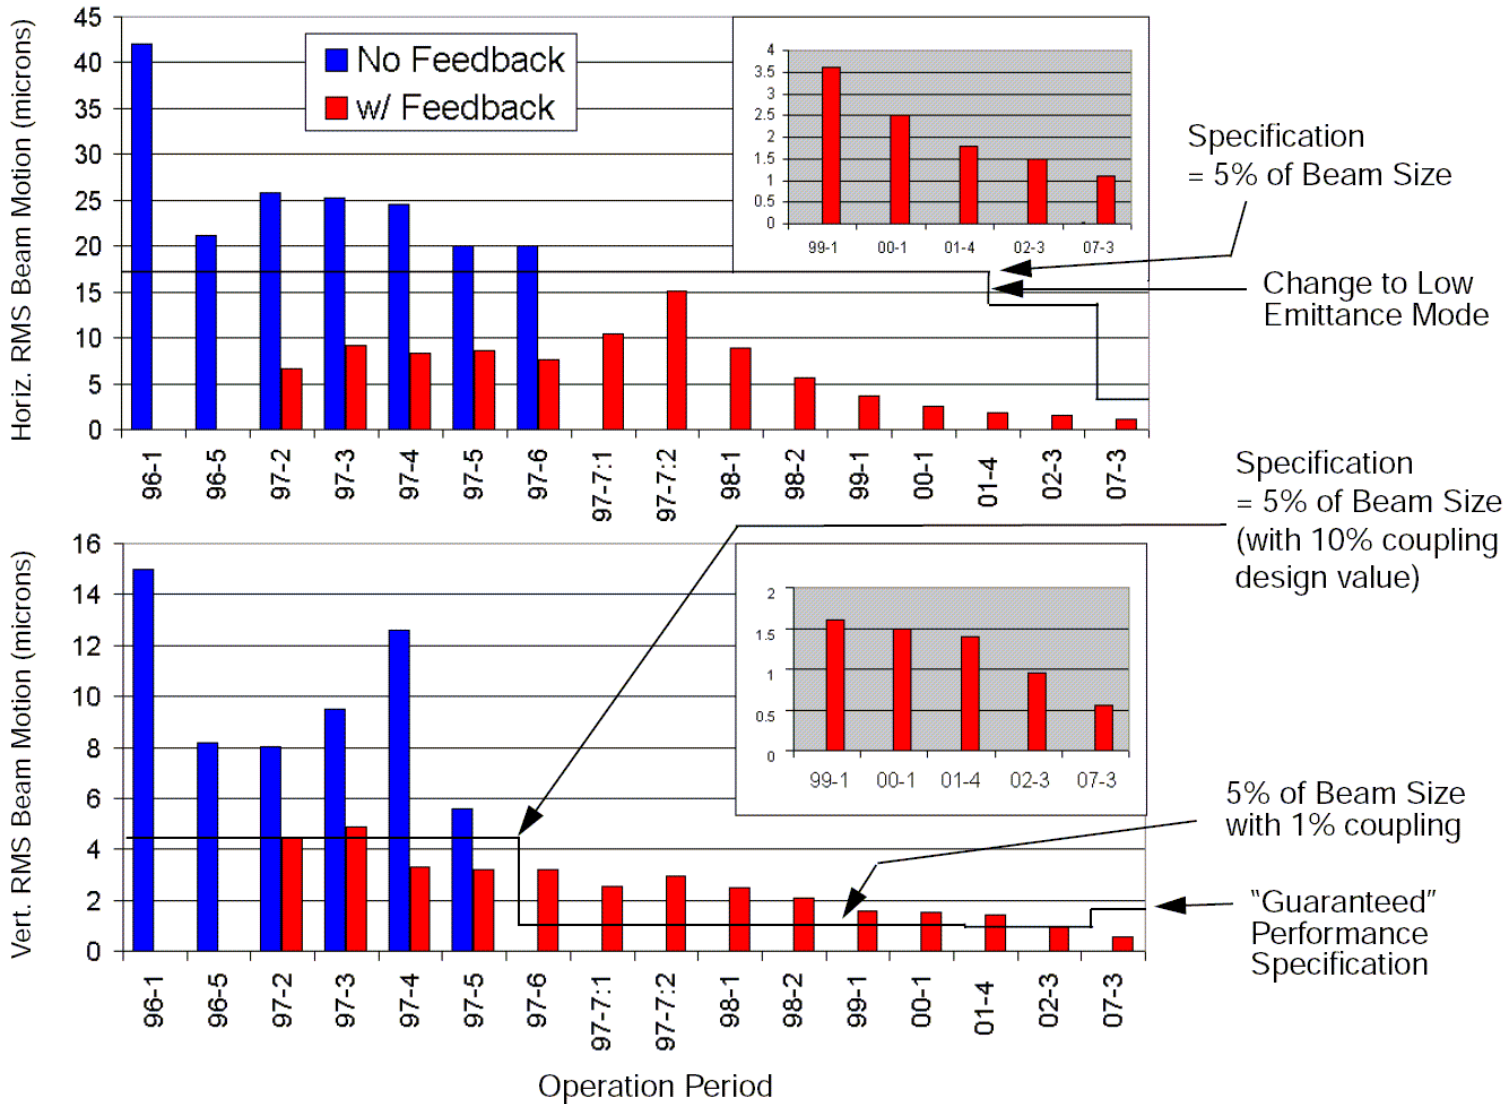 Horiz. RMS Beam Motion (microns)
45
40
35
30
25
20
15
10
5
0
No Feedback
w/ Feedback
4
3.5
3
2.5
2
1.5
1
0.5
0
99-1 00-1 01-4 02-3 07-3
Specification
= 5% of Beam Size
Change to Low
Emittance Mode
96-1 96-5 97-2 97-3 97-4 97-5 97-6 97-7:1 97-7:2 98-1 98-2 99-1 00-1 01-4 02-3 07-3
Specification
= 5% of Beam Size
(with 10% coupling
design value)
Vert. RMS Beam Motion (microns)
16
14
12
10
8
6
4
2
0
2
1.5
1
0.5
0
99-1 00-1 01-4 02-3 07-3
5% of Beam Size
with 1% coupling
“Guaranteed”
Performance
Specification
96-1 96-5 97-2 97-3 97-4 97-5 97-6 97-7:1 97-7:2 98-1 98-2 99-1 00-1 01-4 02-3 07-3
Operation Period